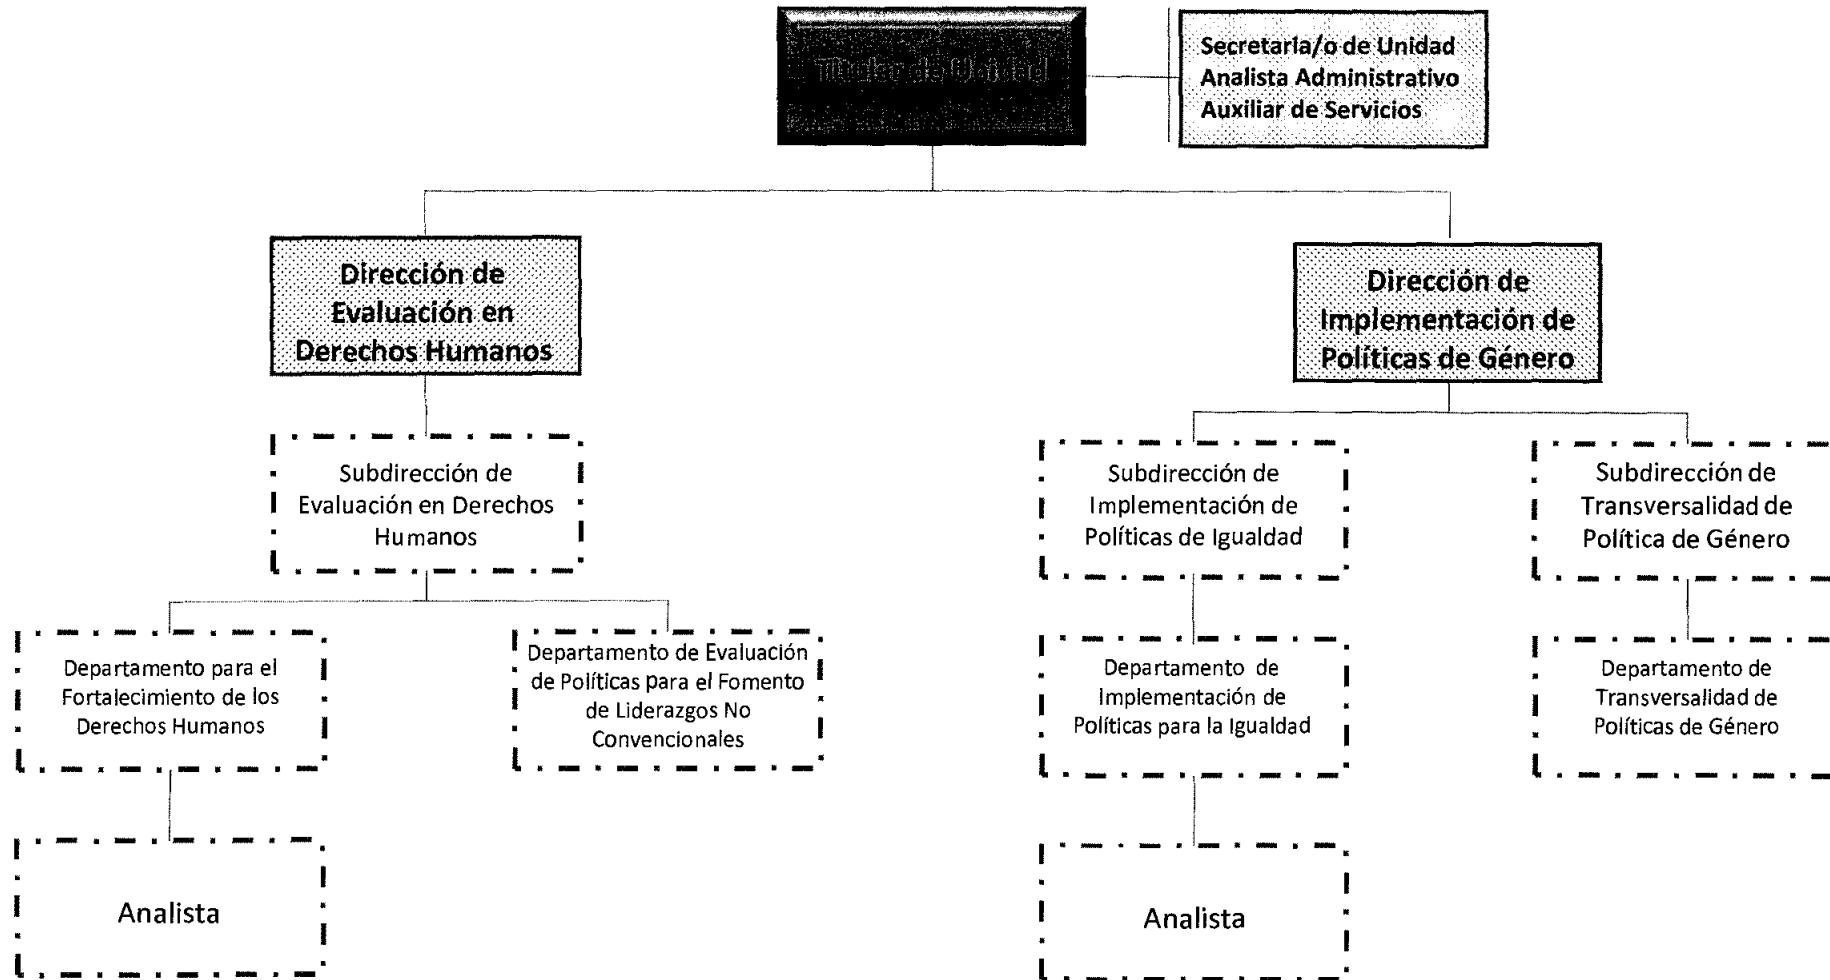 Titular de Unidad
Secretaria/o de Unidad
Analista Administrativo
Auxiliar de Servicios
Dirección de
Evaluación en
Derechos Humanos
Dirección de
Implementación de
Políticas de Género
Subdirección de
Evaluación en Derechos
Humanos
Subdirección de
Implementación de
Políticas de Igualdad
Subdirección de
Transversalidad de
Política de Género
Departamento para el
Fortalecimiento de los
Derechos Humanos
Departamento de Evaluación
de Políticas para el Fomento
de Liderazgos No
Convencionales
Departamento de
Implementación de
Políticas para la Igualdad
Departamento de
Transversalidad de
Políticas de Género
Analista
Analista